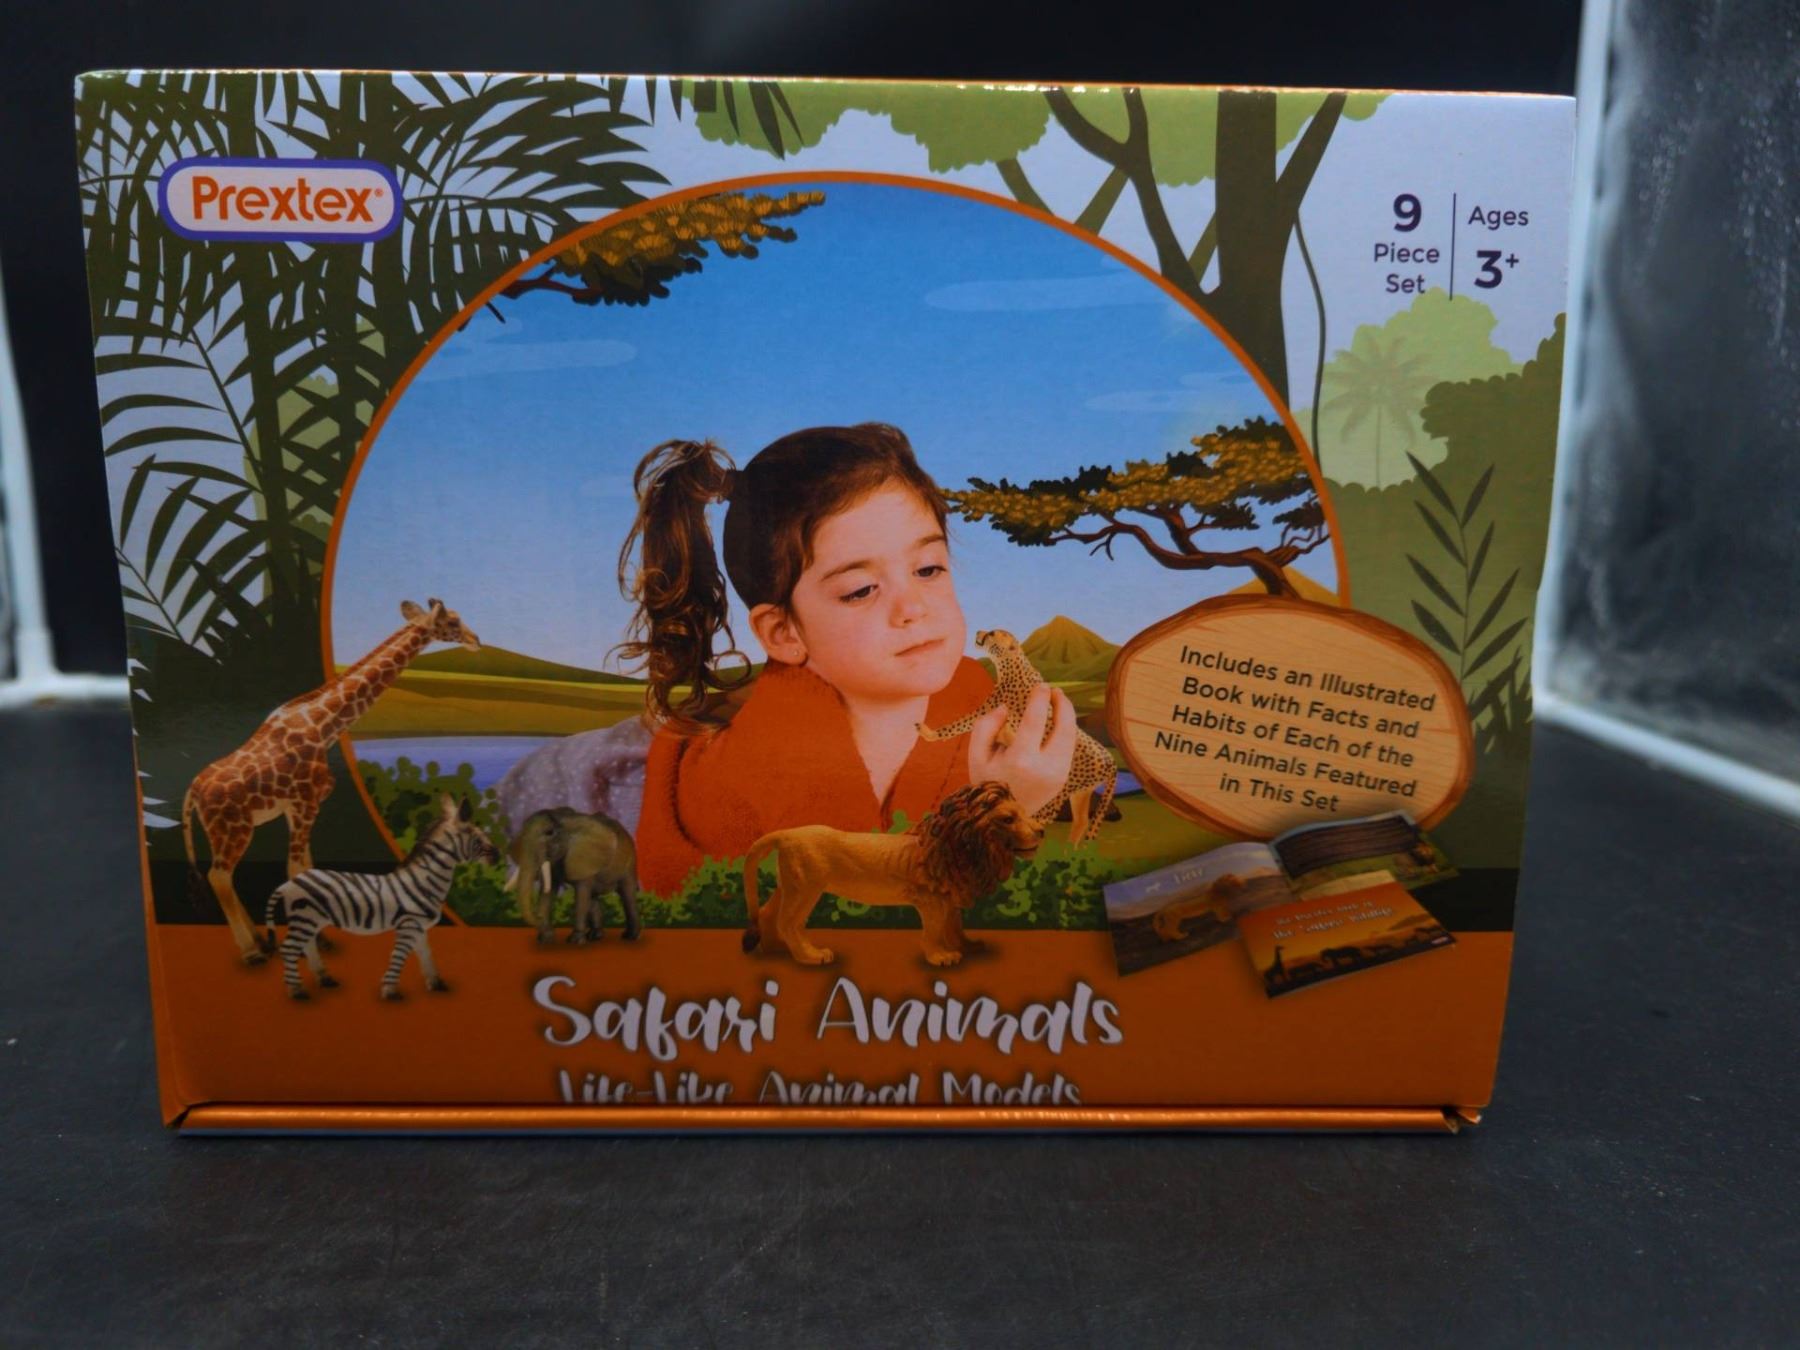 Prextex®
9
Piece
Set
Ages
3+
Includes an Illustrated
Book with Facts and
Habits of Each of the
Nine Animals Featured
in This Set
Safari Animals
Life-Like Animal Models